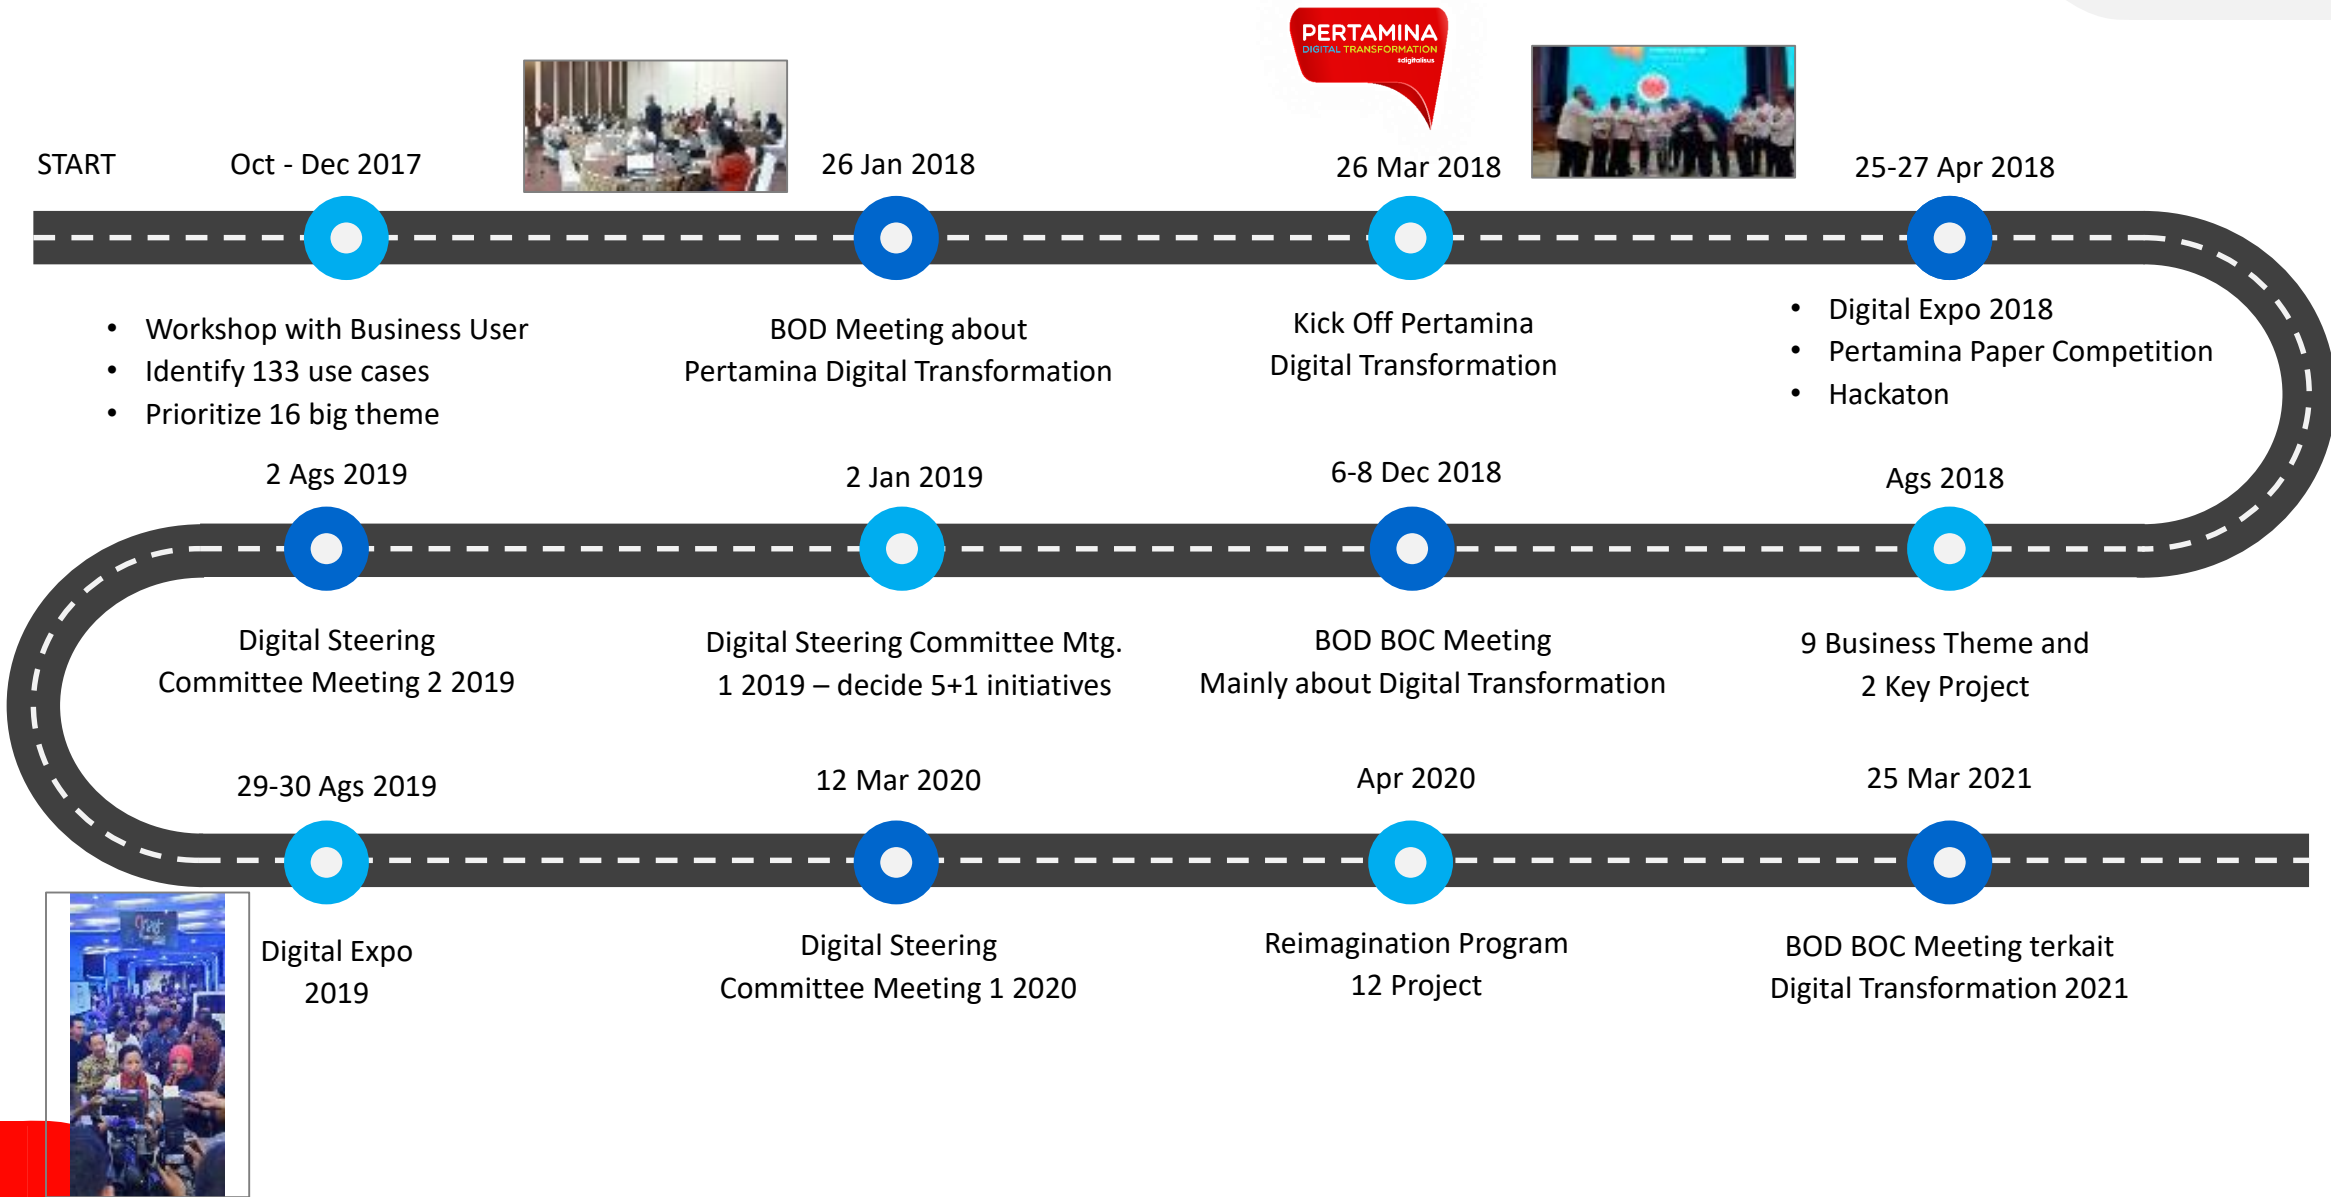 PERTAMINA
DIGITAL TRANSFORMATION
#digitalisus
START
Oct - Dec 2017
26 Jan 2018
26 Mar 2018
25-27 Apr 2018
• Workshop with Business User
• Identify 133 use cases
• Prioritize 16 big theme
BOD Meeting about
Pertamina Digital Transformation
Kick Off Pertamina
Digital Transformation
• Digital Expo 2018
• Pertamina Paper Competition
• Hackaton
Ags 2018
9 Business Theme and
2 Key Project
6-8 Dec 2018
BOD BOC Meeting
Mainly about Digital Transformation
2 Jan 2019
Digital Steering Committee Mtg.
1 2019 – decide 5+1 initiatives
2 Ags 2019
Digital Steering
Committee Meeting 2 2019
29-30 Ags 2019
Digital Expo
2019
12 Mar 2020
Digital Steering
Committee Meeting 1 2020
Apr 2020
Reimagination Program
12 Project
25 Mar 2021
BOD BOC Meeting terkait
Digital Transformation 2021